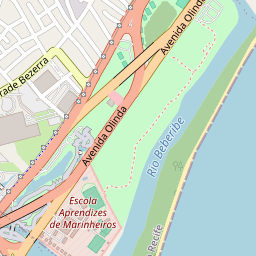 Avenida Olinda
Avenida Olinda
rade Bezerra
Avenida Olinda
Rio Beberibe
Escola
Aprendizes
de Marinheiros
Recife